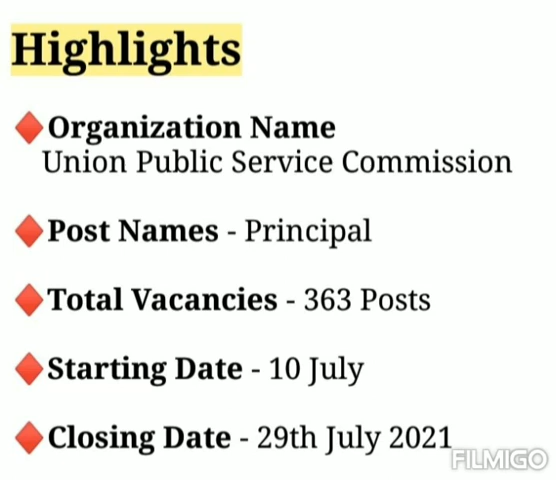 Highlights
Organization Name
Union Public Service Commission
Post Names - Principal
Total Vacancies - 363 Posts
Starting Date - 10 July
Closing Date - 29th July 2021
FILMIGO